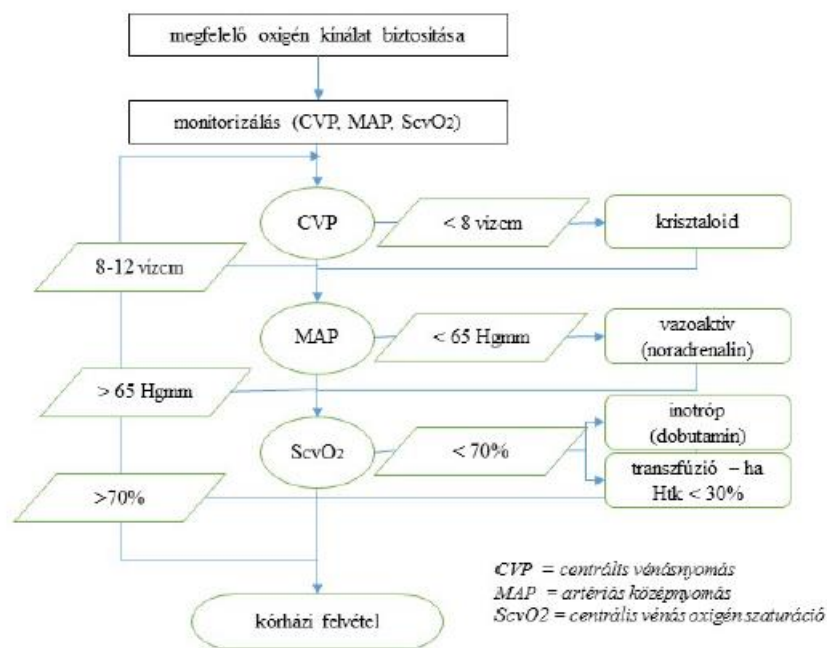 megfelelő oxigén kínálat biztosítása
monitorizálás (CVP, MAP, ScvO2)
CVP
< 8 vízcm
krisztaloid
8-12 vízcm
MAP
< 65 Hgmm
vazoaktív
(noradrenalin)
> 65 Hgmm
ScvO2
< 70%
inotróp
(dobutamin)
transzfúzió – ha
Htk < 30%
>70%
kórházi felvétel
CVP = centrális vénásnyomás
MAP = artériás középnyomás
ScvO2 = centrális vénás oxigén szaturáció